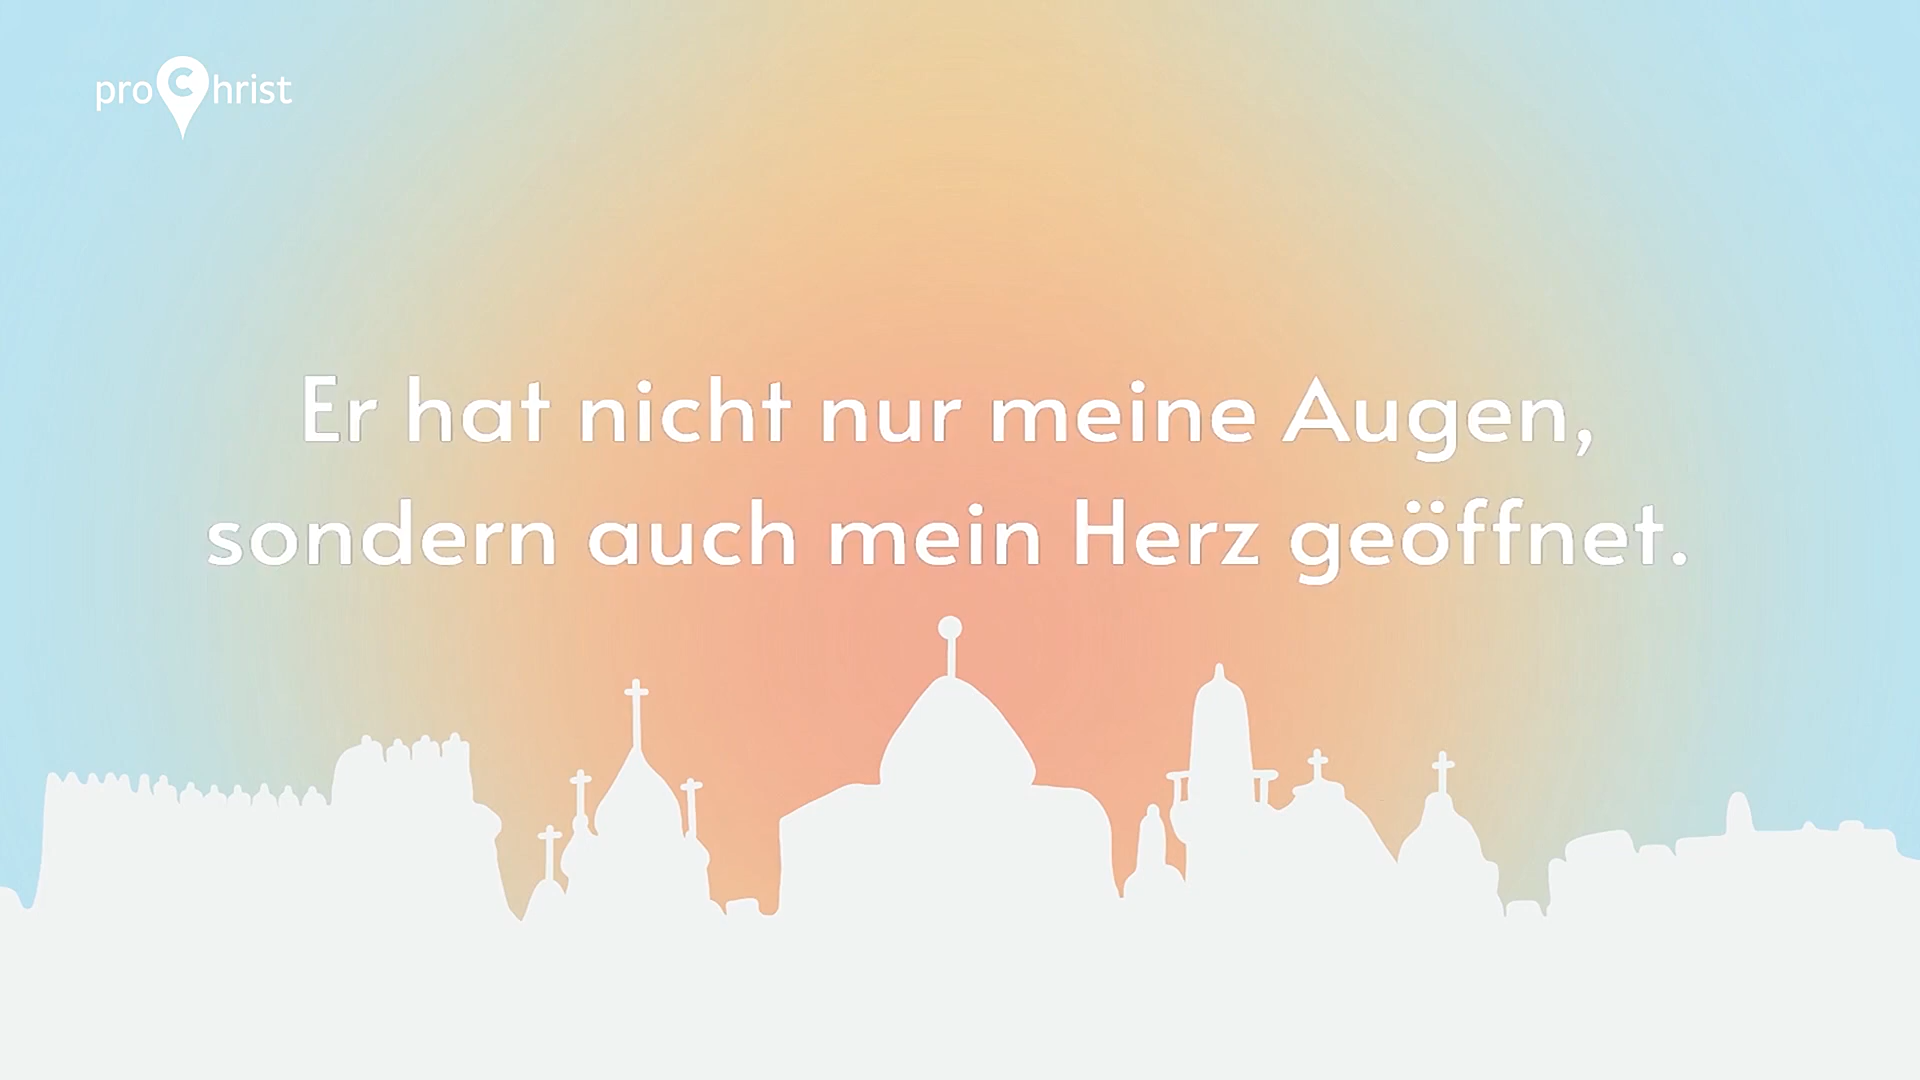 proChrist
Er hat nicht nur meine Augen,
sondern auch mein Herz geöffnet.